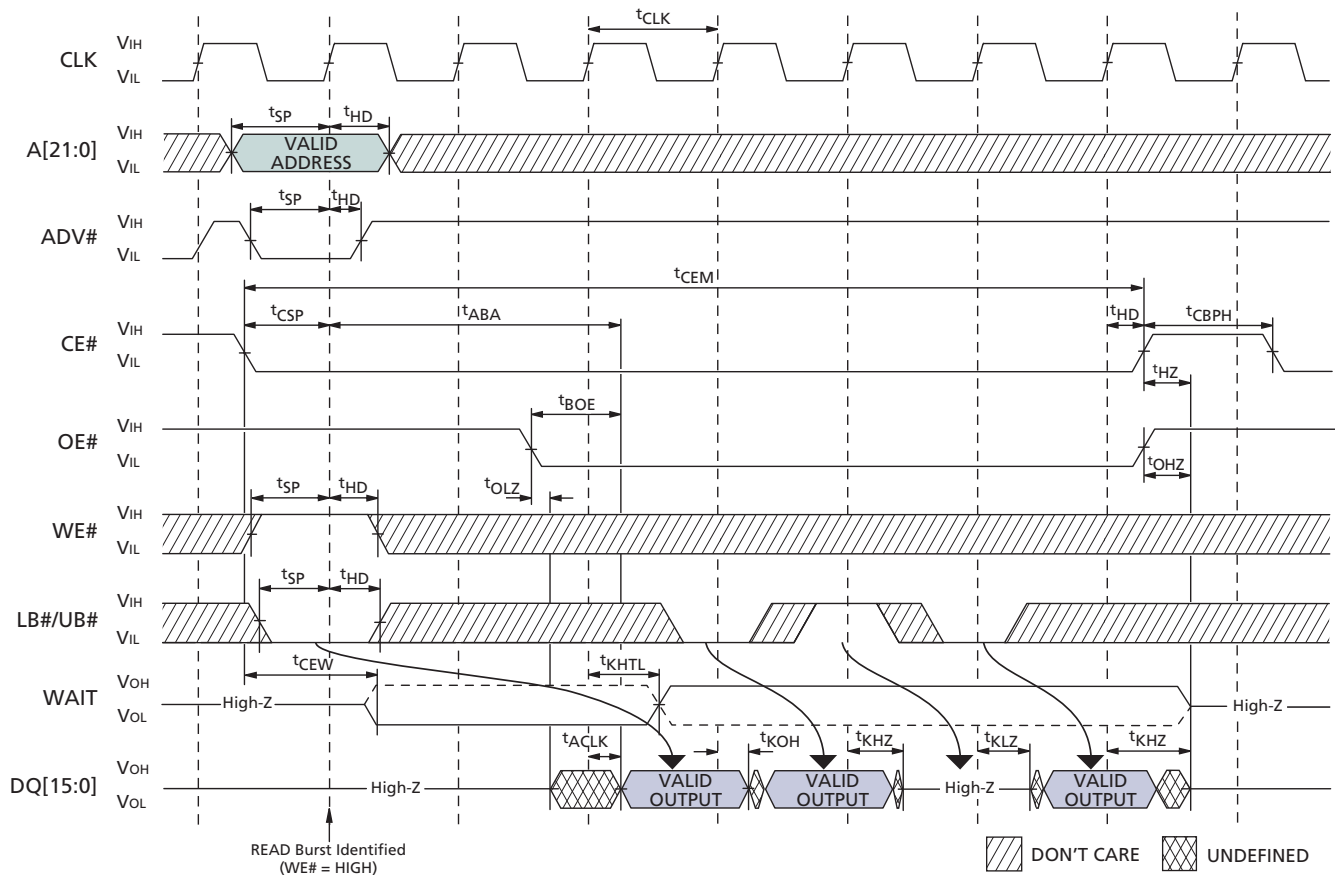 tCLK
CLK
VIH
VIL
tSP
tHD
A[21:0]
VIH
VIL
VALID
ADDRESS
tSP
tHD
ADV#
VIH
VIL
tCEM
tCSP
tABA
tHD
tCBPH
CE#
VIH
VIL
tHZ
tBOE
OE#
VIH
VIL
tOHZ
tSP
tHD
tOLZ
WE#
VIH
VIL
tSP
tHD
LB#/UB#
VIH
VIL
tCEW
tKHTL
WAIT
VOH
VOL
High-Z
High-Z
tACLK
tKOH
tKHZ
tKLZ
tKHZ
DQ[15:0]
VOH
VOL
High-Z
VALID
OUTPUT
VALID
OUTPUT
High-Z
VALID
OUTPUT
READ Burst Identified
(WE# = HIGH)
DON'T CARE
UNDEFINED